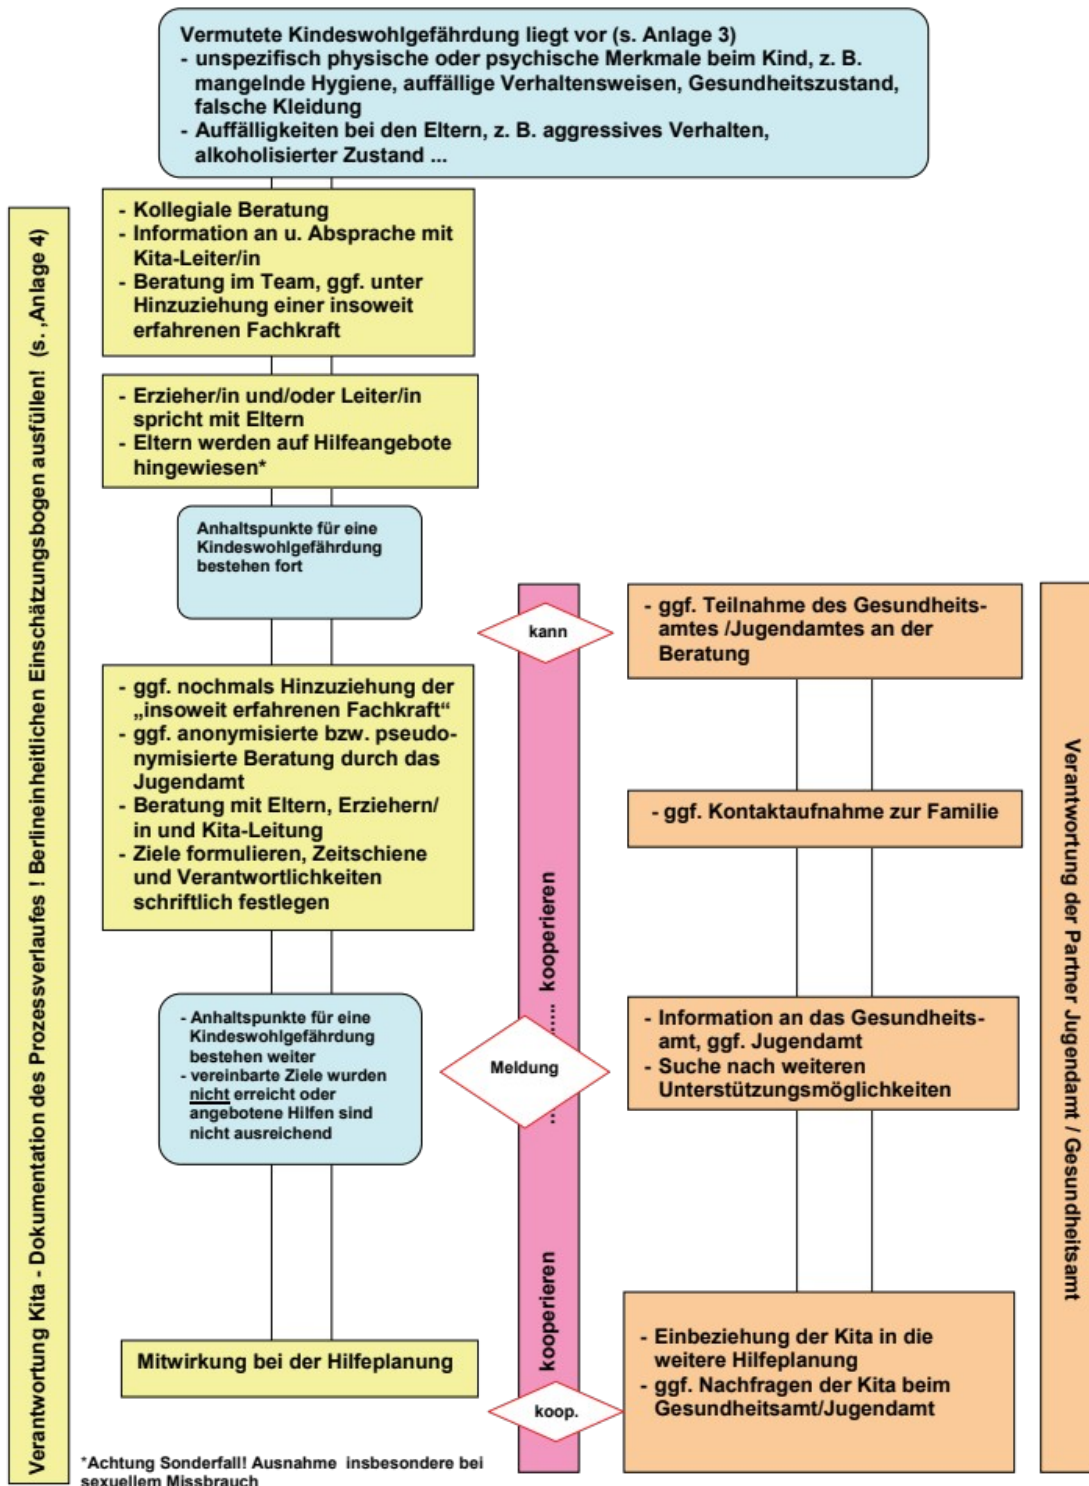 Vermutete Kindeswohlgefährdung liegt vor (s. Anlage 3)
- unspezifisch physische oder psychische Merkmale beim Kind, z. B.
mangelnde Hygiene, auffällige Verhaltensweisen, Gesundheitszustand,
falsche Kleidung
- Auffälligkeiten bei den Eltern, z. B. aggressives Verhalten,
alkoholisierter Zustand ...
Verantwortung Kita - Dokumentation des Prozessverlaufes ! Berlineinheitlichen Einschätzungsbogen ausfüllen! (s. ,Anlage 4)
- Kollegiale Beratung
- Information an u. Absprache mit
Kita-Leiter/in
- Beratung im Team, ggf. unter
Hinzuziehung einer insoweit
erfahrenen Fachkraft
- Erzieher/in und/oder Leiter/in
spricht mit Eltern
- Eltern werden auf Hilfeangebote
hingewiesen*
Anhaltspunkte für eine
Kindeswohlgefährdung
bestehen fort
- ggf. nochmals Hinzuziehung der
„insoweit erfahrenen Fachkraft“
- ggf. anonymisierte bzw. pseudo-
nymisierte Beratung durch das
Jugendamt
- Beratung mit Eltern, Erziehern/
in und Kita-Leitung
- Ziele formulieren, Zeitschiene
und Verantwortlichkeiten
schriftlich festlegen
- Anhaltspunkte für eine
Kindeswohlgefährdung
bestehen weiter
- vereinbarte Ziele wurden
nicht erreicht oder
angebotene Hilfen sind
nicht ausreichend
Mitwirkung bei der Hilfeplanung
*Achtung Sonderfall! Ausnahme insbesondere bei
sexuellem Missbrauch
kann
kooperieren
Meldung
kooperieren
koop.
- ggf. Teilnahme des Gesundheits-
amtes /Jugendamtes an der
Beratung
- ggf. Kontaktaufnahme zur Familie
- Information an das Gesundheits-
amt, ggf. Jugendamt
- Suche nach weiteren
Unterstützungsmöglichkeiten
- Einbeziehung der Kita in die
weitere Hilfeplanung
- ggf. Nachfragen der Kita beim
Gesundheitsamt/Jugendamt
Verantwortung der Partner Jugendamt / Gesundheitsamt